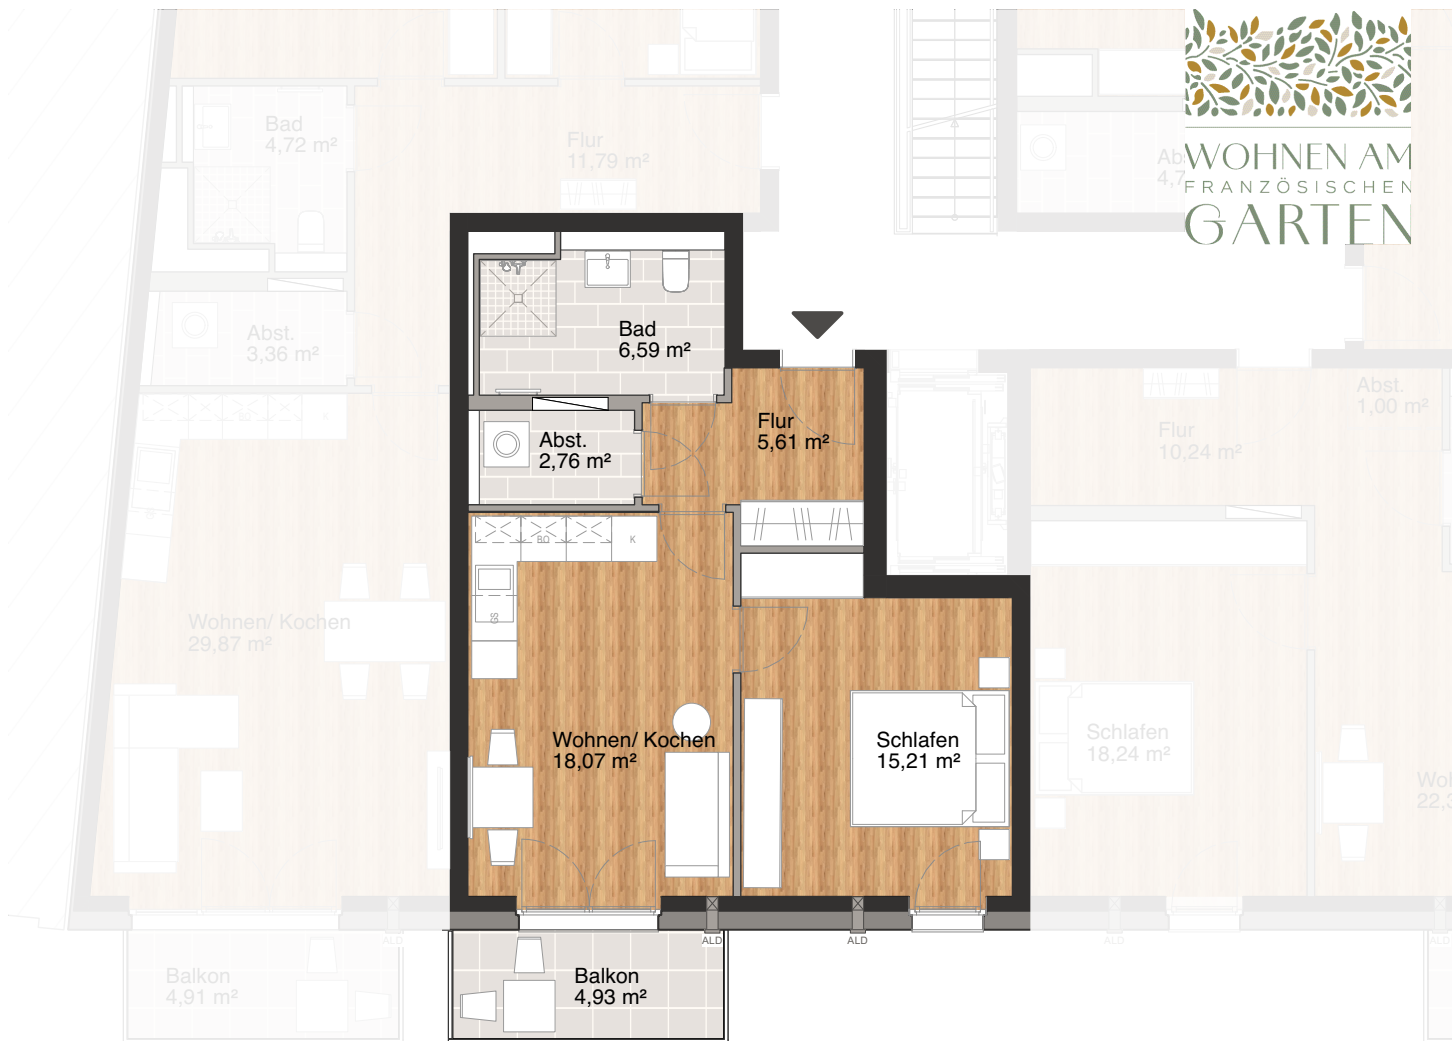 WOHNEN AM
FRANZÖSISCHEN
GARTEN
Bad
4,72 m²
Flur
11,79 m²
Abst.
3,36 m²
Bad
6,59 m²
Abst.
2,76 m²
Flur
5,61 m²
Abst.
1,00 m²
Flur
10,24 m²
BO
K
GS
Wohnen/ Kochen
29,87 m²
Wohnen/ Kochen
18,07 m²
Schlafen
15,21 m²
Schlafen
18,24 m²
ALD
ALD
ALD
ALD
ALD
Balkon
4,91 m²
Balkon
4,93 m²